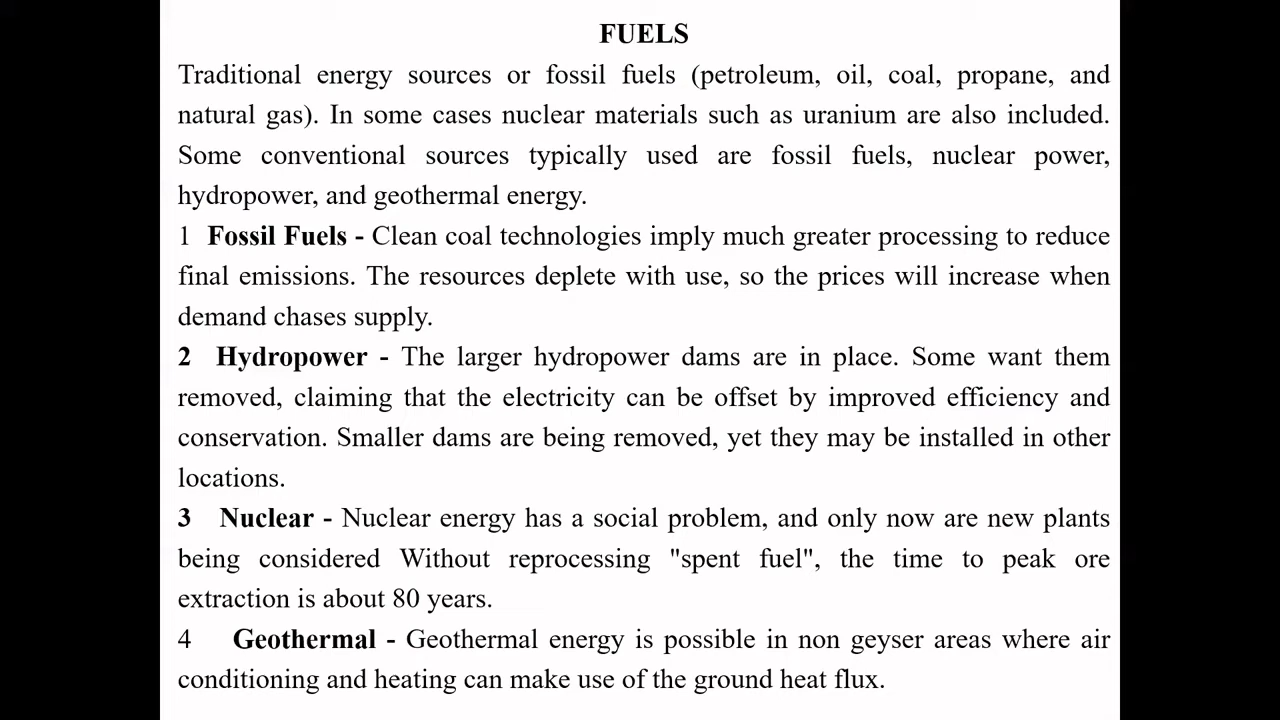 FUELS
Traditional energy sources or fossil fuels (petroleum, oil, coal, propane, and
natural gas). In some cases nuclear materials such as uranium are also included.
Some conventional sources typically used are fossil fuels, nuclear power,
hydropower, and geothermal energy.
1 Fossil Fuels - Clean coal technologies imply much greater processing to reduce
final emissions. The resources deplete with use, so the prices will increase when
demand chases supply.
2 Hydropower - The larger hydropower dams are in place. Some want them
removed, claiming that the electricity can be offset by improved efficiency and
conservation. Smaller dams are being removed, yet they may be installed in other
locations.
3 Nuclear - Nuclear energy has a social problem, and only now are new plants
being considered Without reprocessing "spent fuel", the time to peak ore
extraction is about 80 years.
4 Geothermal - Geothermal energy is possible in non geyser areas where air
conditioning and heating can make use of the ground heat flux.